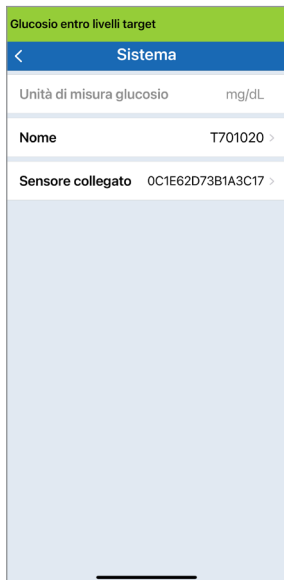 Glucosio entro livelli target
Sistema
Unità di misura glucosio mg/dL
Nome T701020
Sensore collegato 0C1E62D73B1A3C17